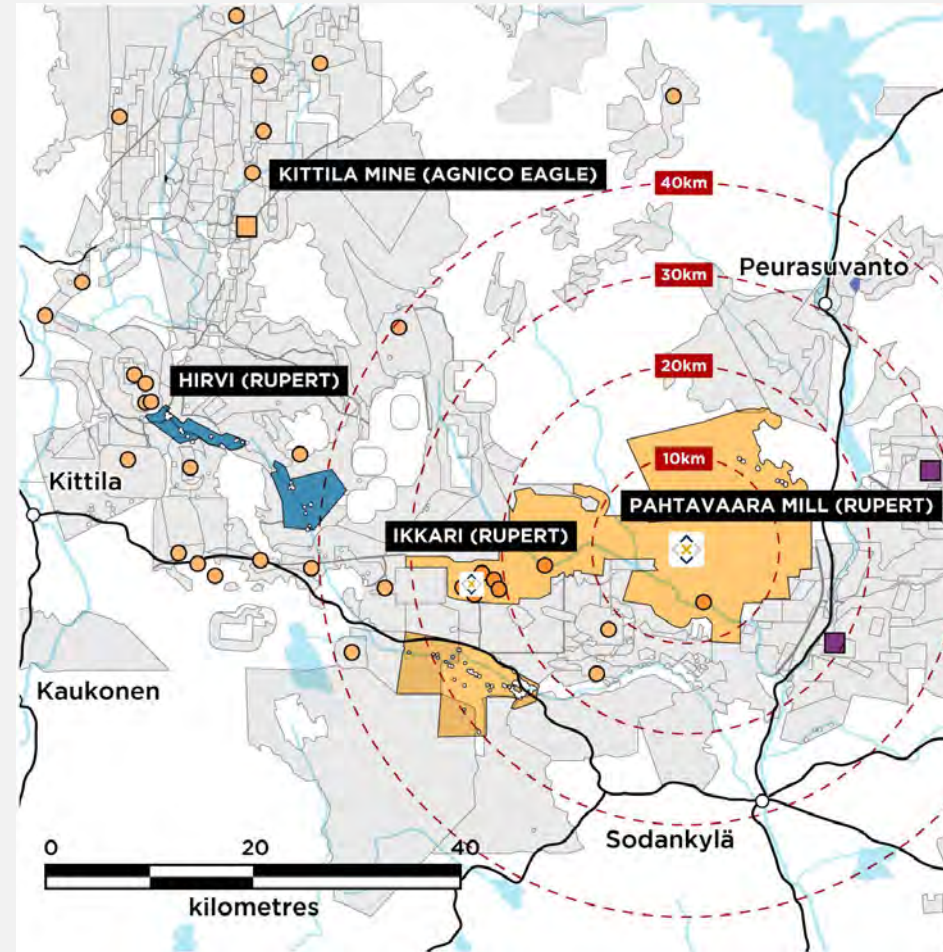 KITTILA MINE (AGNICO EAGLE)
40km
30km
Peurasuvanto
20km
HIRVI (RUPERT)
10km
Kittila
PAHTAVAARA MILL (RUPERT)
IKKARI (RUPERT)
Kaukonen
Sodankylä
0 20 40
kilometres